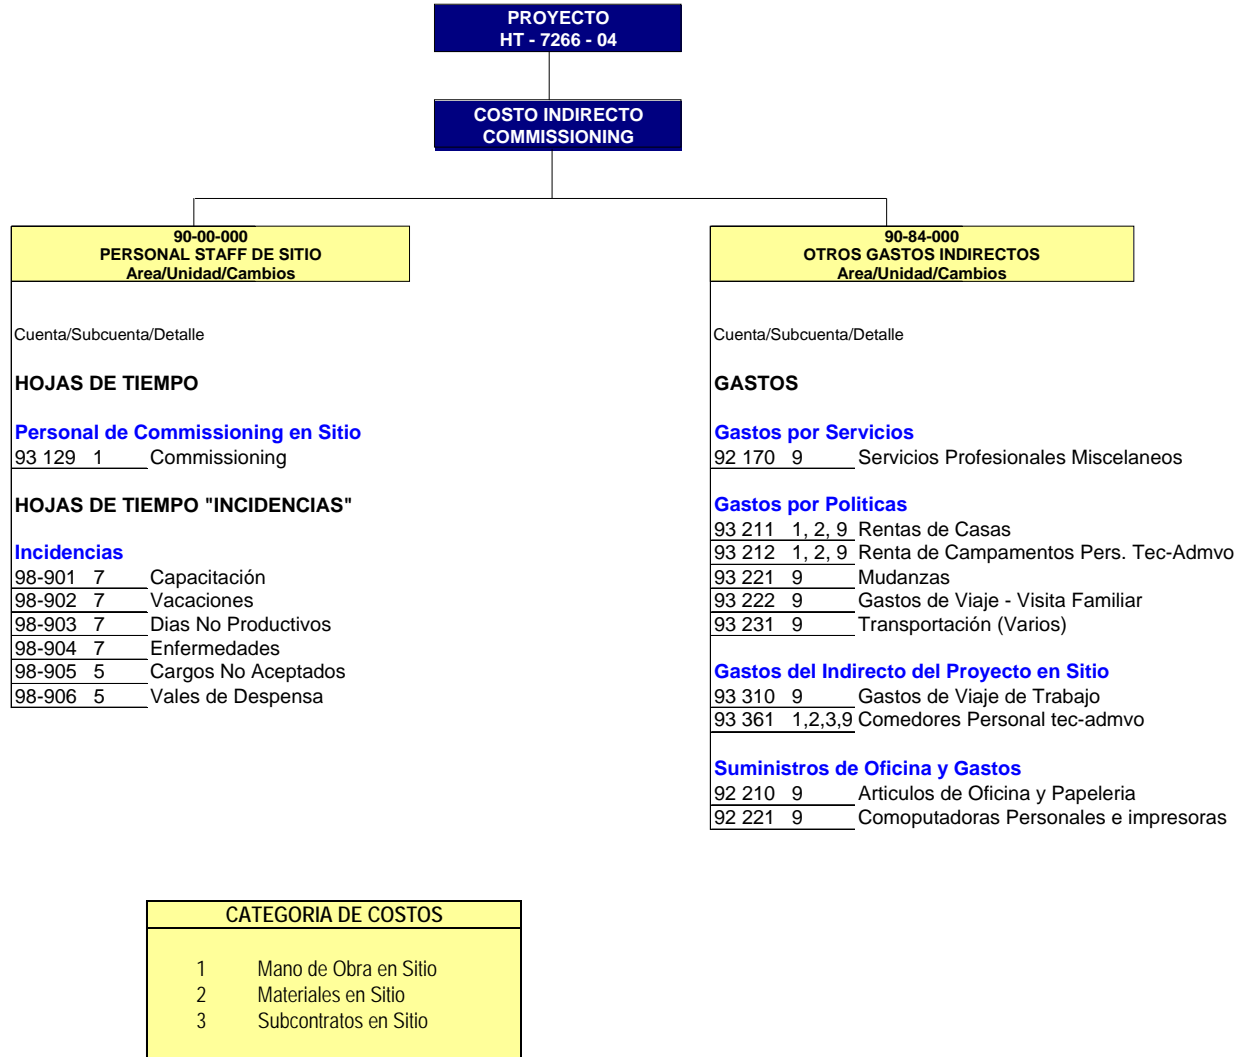 PROYECTO
HT - 7266 - 04
COSTO INDIRECTO
COMMISSIONING
90-00-000
PERSONAL STAFF DE SITIO
Area/Unidad/Cambios
Cuenta/Subcuenta/Detalle
HOJAS DE TIEMPO
Personal de Commissioning en Sitio
93 129 1 Commissioning
HOJAS DE TIEMPO "INCIDENCIAS"
Incidencias
98-901 7 Capacitación
98-902 7 Vacaciones
98-903 7 Dias No Productivos
98-904 7 Enfermedades
98-905 5 Cargos No Aceptados
98-906 5 Vales de Despensa
90-84-000
OTROS GASTOS INDIRECTOS
Area/Unidad/Cambios
Cuenta/Subcuenta/Detalle
GASTOS
Gastos por Servicios
92 170 9 Servicios Profesionales Miscelaneos
Gastos por Politicas
93 211 1, 2, 9 Rentas de Casas
93 212 1, 2, 9 Renta de Campamentos Pers. Tec-Admvo
93 221 9 Mudanzas
93 222 9 Gastos de Viaje - Visita Familiar
93 231 9 Transportación (Varios)
Gastos del Indirecto del Proyecto en Sitio
93 310 9 Gastos de Viaje de Trabajo
93 361 1,2,3,9 Comedores Personal tec-admvo
Suministros de Oficina y Gastos
92 210 9 Articulos de Oficina y Papeleria
92 221 9 Comoputadoras Personales e impresoras
CATEGORIA DE COSTOS
1 Mano de Obra en Sitio
2 Materiales en Sitio
3 Subcontratos en Sitio